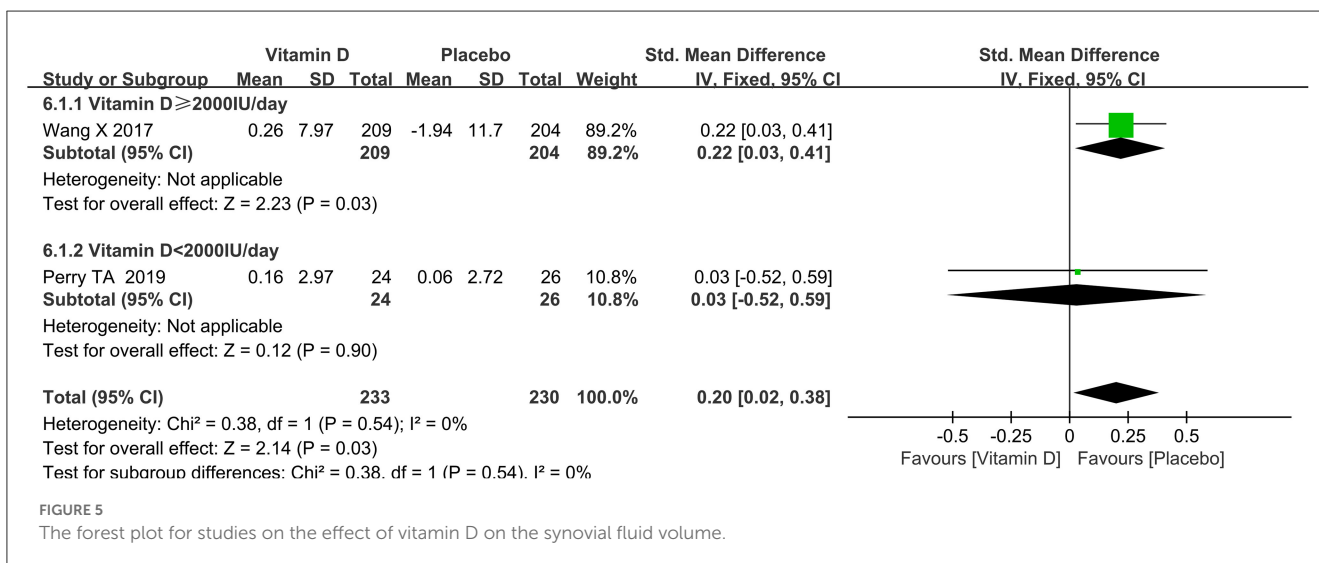 Vitamin D Placebo Std. Mean Difference Std. Mean Difference
Study or Subgroup Mean SD Total Mean SD Total Weight IV, Fixed, 95% CI IV, Fixed, 95% CI
6.1.1 Vitamin D≥2000IU/day
Wang X 2017 0.26 7.97 209 -1.94 11.7 204 89.2% 0.22 [0.03, 0.41]
Subtotal (95% CI) 209 204 89.2% 0.22 [0.03, 0.41]
Heterogeneity: Not applicable
Test for overall effect: Z = 2.23 (P = 0.03)
6.1.2 Vitamin D<2000IU/day
Perry TA 2019 0.16 2.97 24 0.06 2.72 26 10.8% 0.03 [-0.52, 0.59]
Subtotal (95% CI) 24 26 10.8% 0.03 [-0.52, 0.59]
Heterogeneity: Not applicable
Test for overall effect: Z = 0.12 (P = 0.90)
Total (95% CI) 233 230 100.0% 0.20 [0.02, 0.38]
Heterogeneity: Chi² = 0.38, df = 1 (P = 0.54); I² = 0%
Test for overall effect: Z = 2.14 (P = 0.03)
Test for subgroup differences: Chi² = 0.38, df = 1 (P = 0.54), I² = 0%
-0.5 -0.25 0 0.25 0.5
Favours [Vitamin D] Favours [Placebo]
FIGURE 5
The forest plot for studies on the effect of vitamin D on the synovial fluid volume.